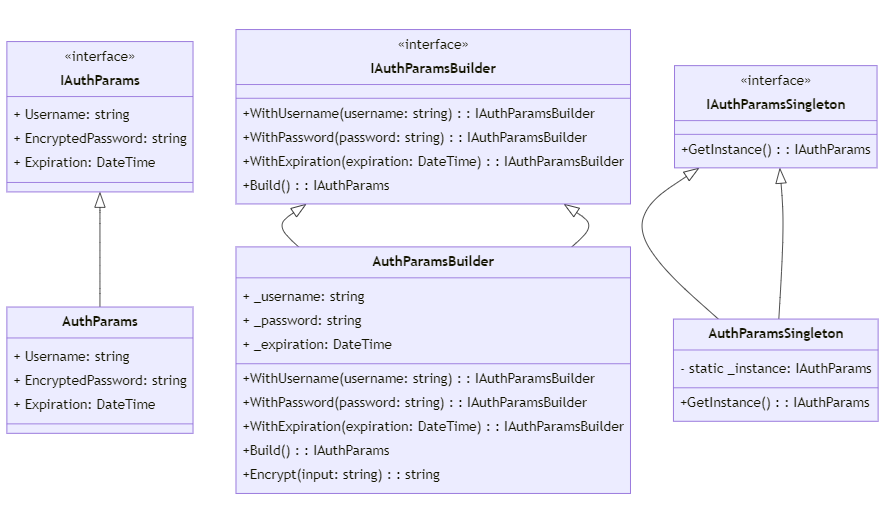 «interface»
IAuthParams
+ Username: string
+ EncryptedPassword: string
+ Expiration: DateTime
AuthParams
+ Username: string
+ EncryptedPassword: string
+ Expiration: DateTime
«interface»
IAuthParamsBuilder
+WithUsername(username: string) : : IAuthParamsBuilder
+WithPassword(password: string) : : IAuthParamsBuilder
+WithExpiration(expiration: DateTime) : : IAuthParamsBuilder
+Build() : : IAuthParams
AuthParamsBuilder
+ _username: string
+ _password: string
+ _expiration: DateTime
+WithUsername(username: string) : : IAuthParamsBuilder
+WithPassword(password: string) : : IAuthParamsBuilder
+WithExpiration(expiration: DateTime) : : IAuthParamsBuilder
+Build() : : IAuthParams
+Encrypt(input: string) : : string
«interface»
IAuthParamsSingleton
+GetInstance() : : IAuthParams
AuthParamsSingleton
- static _instance: IAuthParams
+GetInstance() : : IAuthParams